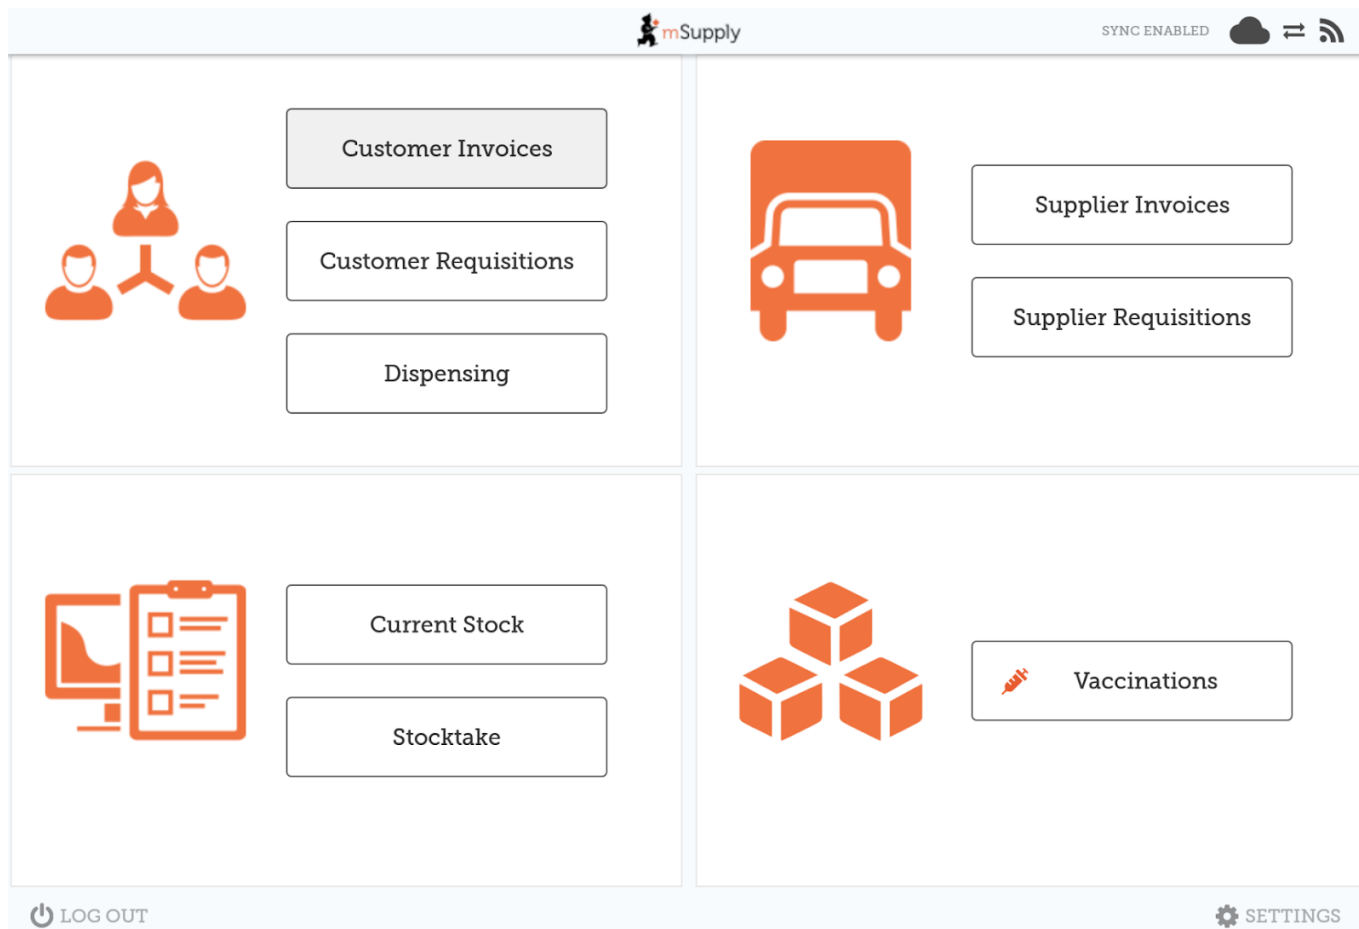 mSupply
SYNC ENABLED
Customer Invoices
Customer Requisitions
Dispensing
Supplier Invoices
Supplier Requisitions
Current Stock
Stocktake
Vaccinations
LOG OUT
SETTINGS